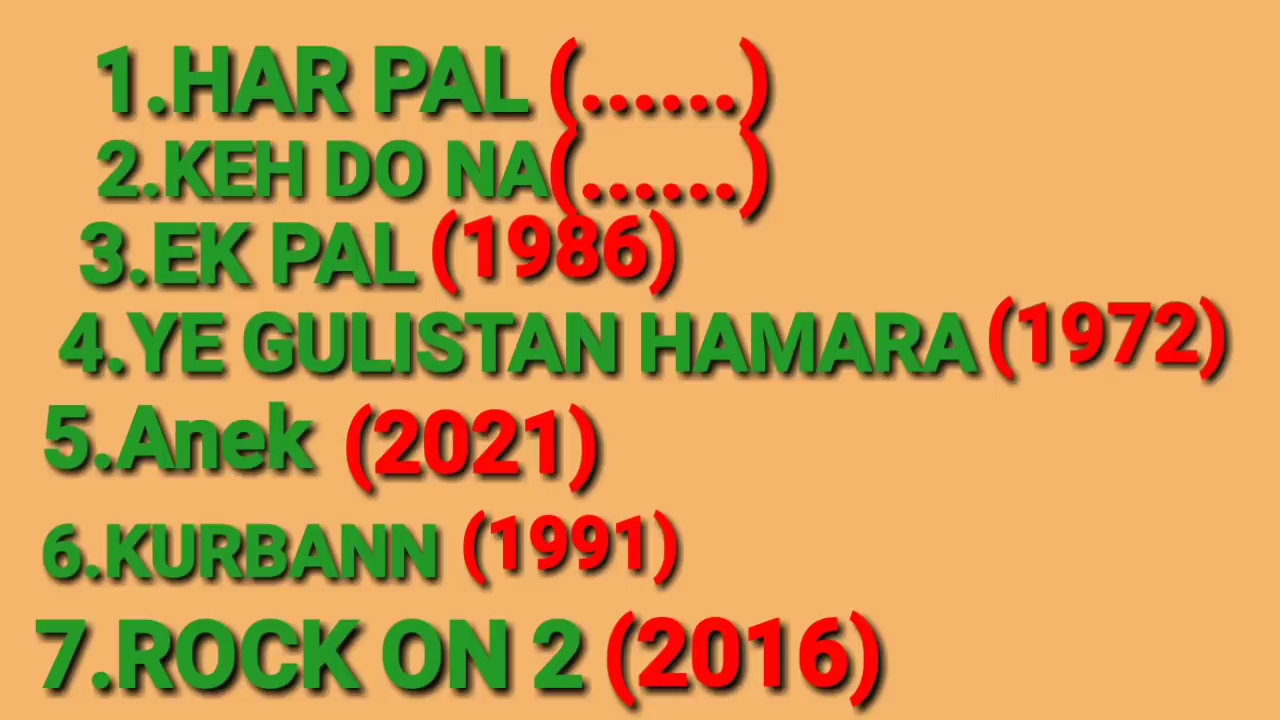 1.HAR PAL (......)
2.KEH DO NA(......)
3.EK PAL (1986)
4.YE GULISTAN HAMARA (1972)
5.Anek (2021)
6.KURBANN (1991)
7.ROCK ON 2 (2016)